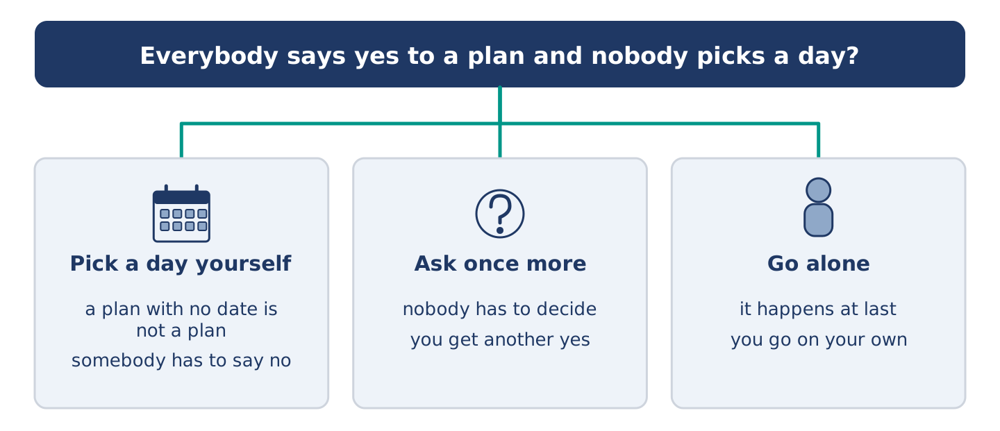 Everybody says yes to a plan and nobody picks a day?
Pick a day yourself
a plan with no date is
not a plan
somebody has to say no
Ask once more
nobody has to decide
you get another yes
Go alone
it happens at last
you go on your own